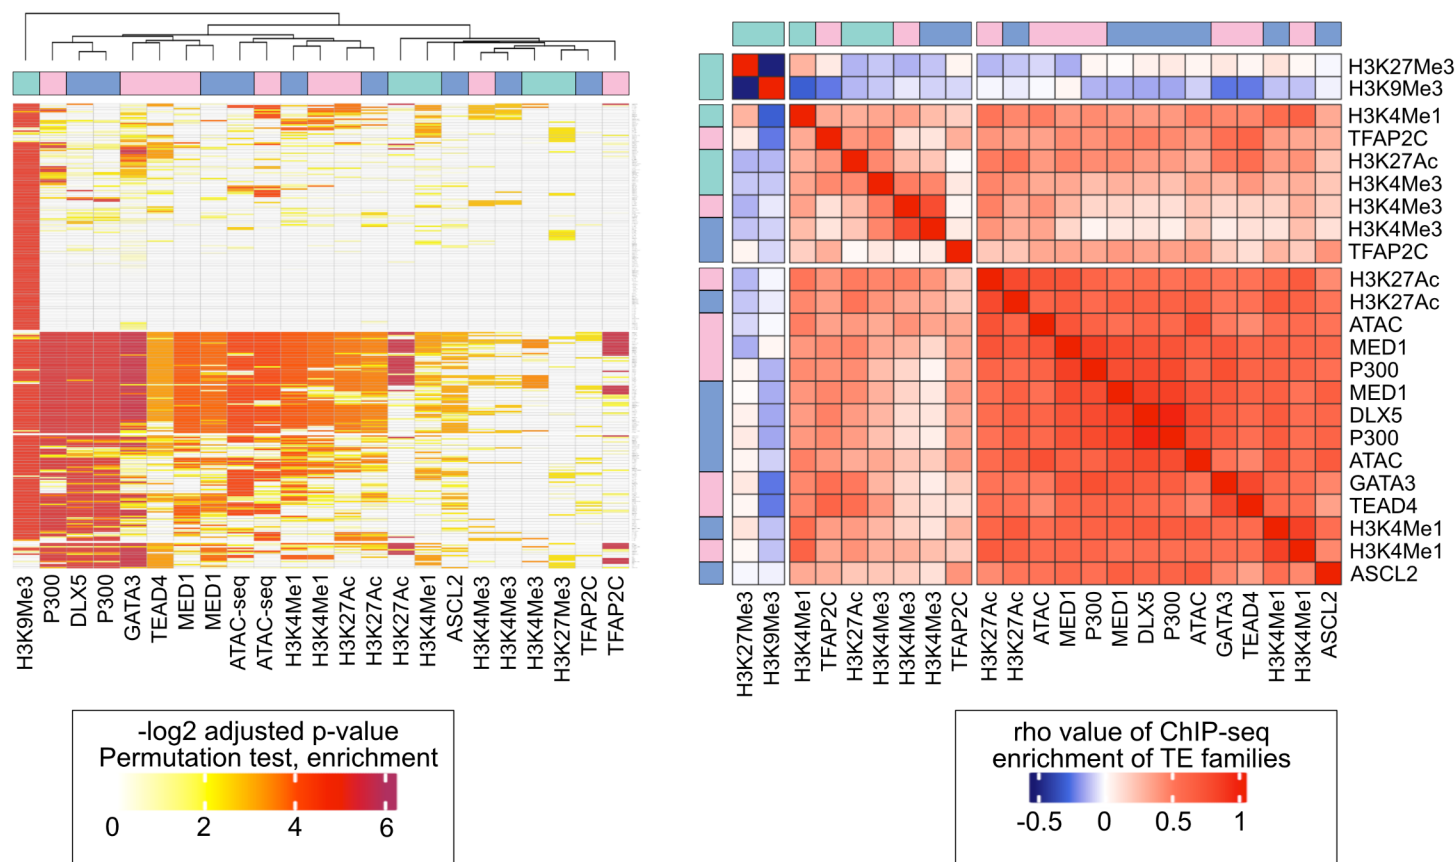 H3K27Me3
H3K9Me3
H3K4Me1
TFAP2C
H3K27Ac
H3K4Me3
H3K4Me3
H3K4Me3
TFAP2C
H3K27Ac
H3K27Ac
ATAC
MED1
P300
MED1
DLX5
P300
ATAC
GATA3
TEAD4
H3K4Me1
H3K4Me1
ASCL2
H3K9Me3
P300
DLX5
P300
GATA3
TEAD4
MED1
MED1
ATAC-seq
ATAC-seq
H3K4Me1
H3K4Me1
H3K27Ac
H3K27Ac
H3K27Ac
H3K4Me1
ASCL2
H3K4Me3
H3K4Me3
H3K4Me3
H3K27Me3
TFAP2C
TFAP2C
H3K27Me3
H3K9Me3
H3K4Me1
TFAP2C
H3K27Ac
H3K4Me3
H3K4Me3
H3K4Me3
TFAP2C
H3K27Ac
H3K27Ac
ATAC
MED1
P300
MED1
DLX5
P300
ATAC
GATA3
TEAD4
H3K4Me1
H3K4Me1
ASCL2
-log2 adjusted p-value
Permutation test, enrichment
0 2 4 6
rho value of ChIP-seq
enrichment of TE families
-0.5 0 0.5 1